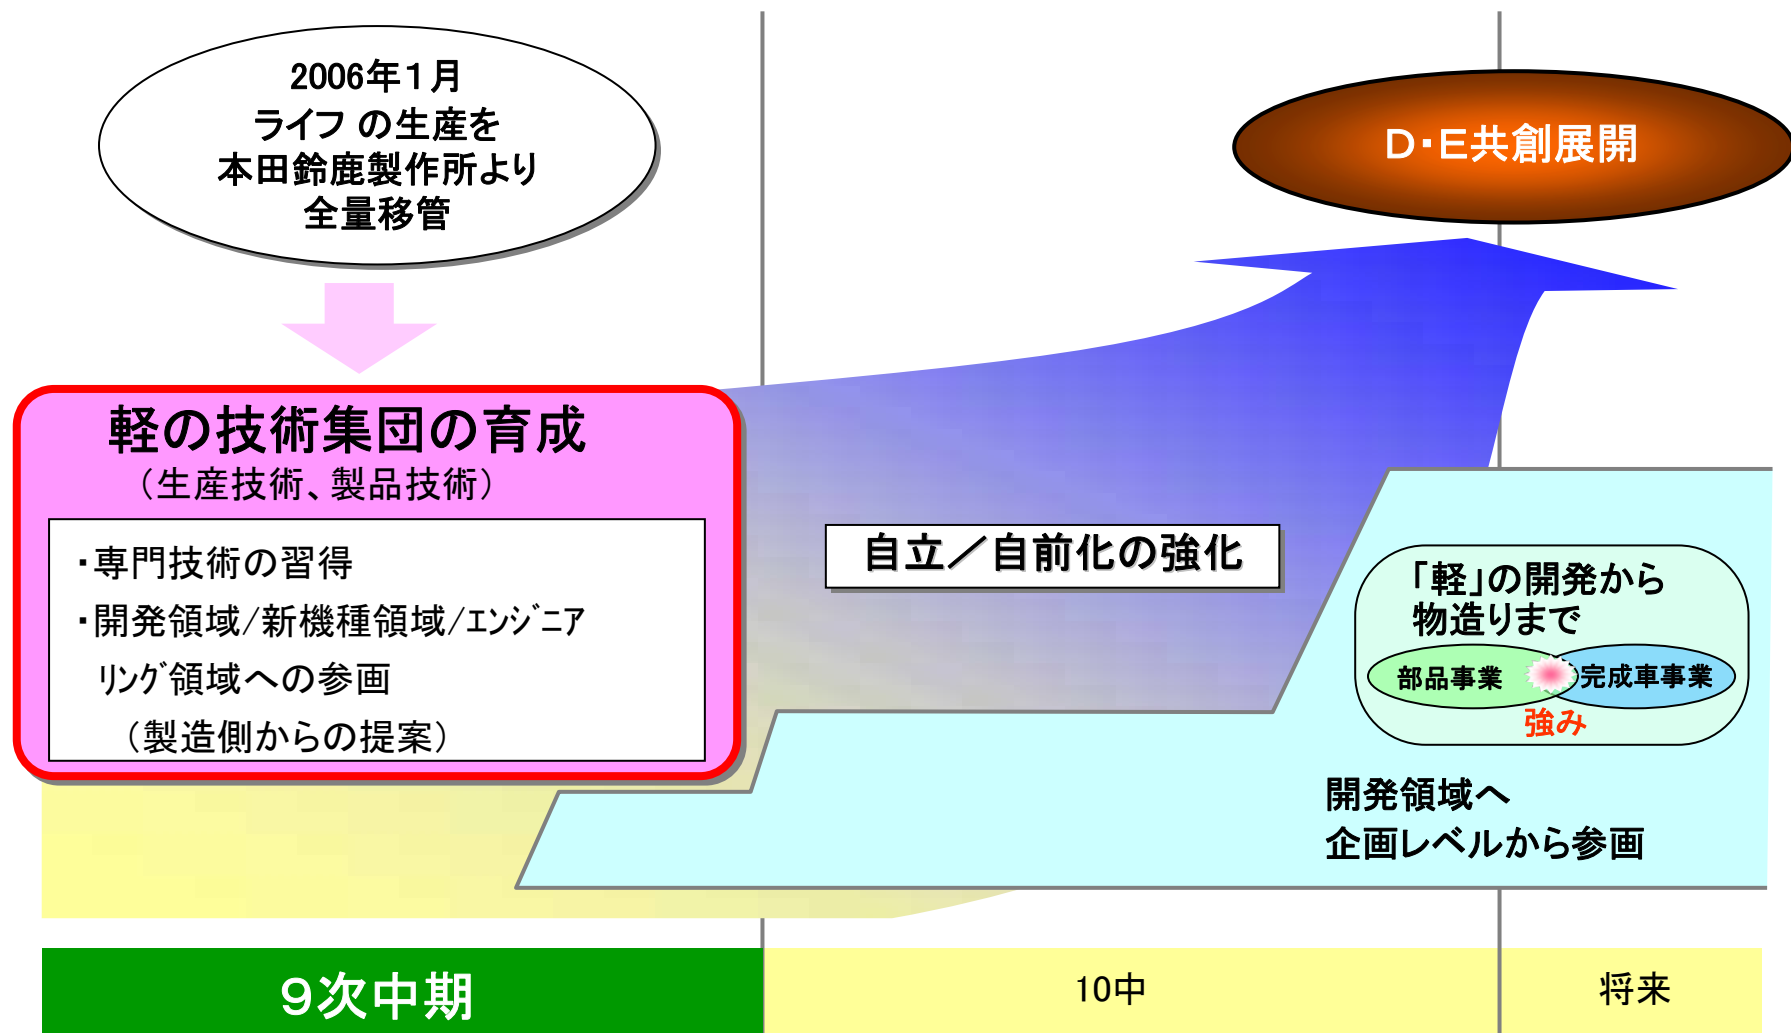 2006年１月
ライフ の生産を
本田鈴鹿製作所より
全量移管
Ｄ・Ｅ共創展開
軽の技術集団の育成
（生産技術、製品技術）
・専門技術の習得
・開発領域/新機種領域/ｴﾝｼﾞﾆｱ
ﾘﾝｸﾞ領域への参画
（製造側からの提案）
自立／自前化の強化
「軽」の開発から
物造りまで
部品事業
完成車事業
強み
開発領域へ
企画レベルから参画
９次中期
10中
将来